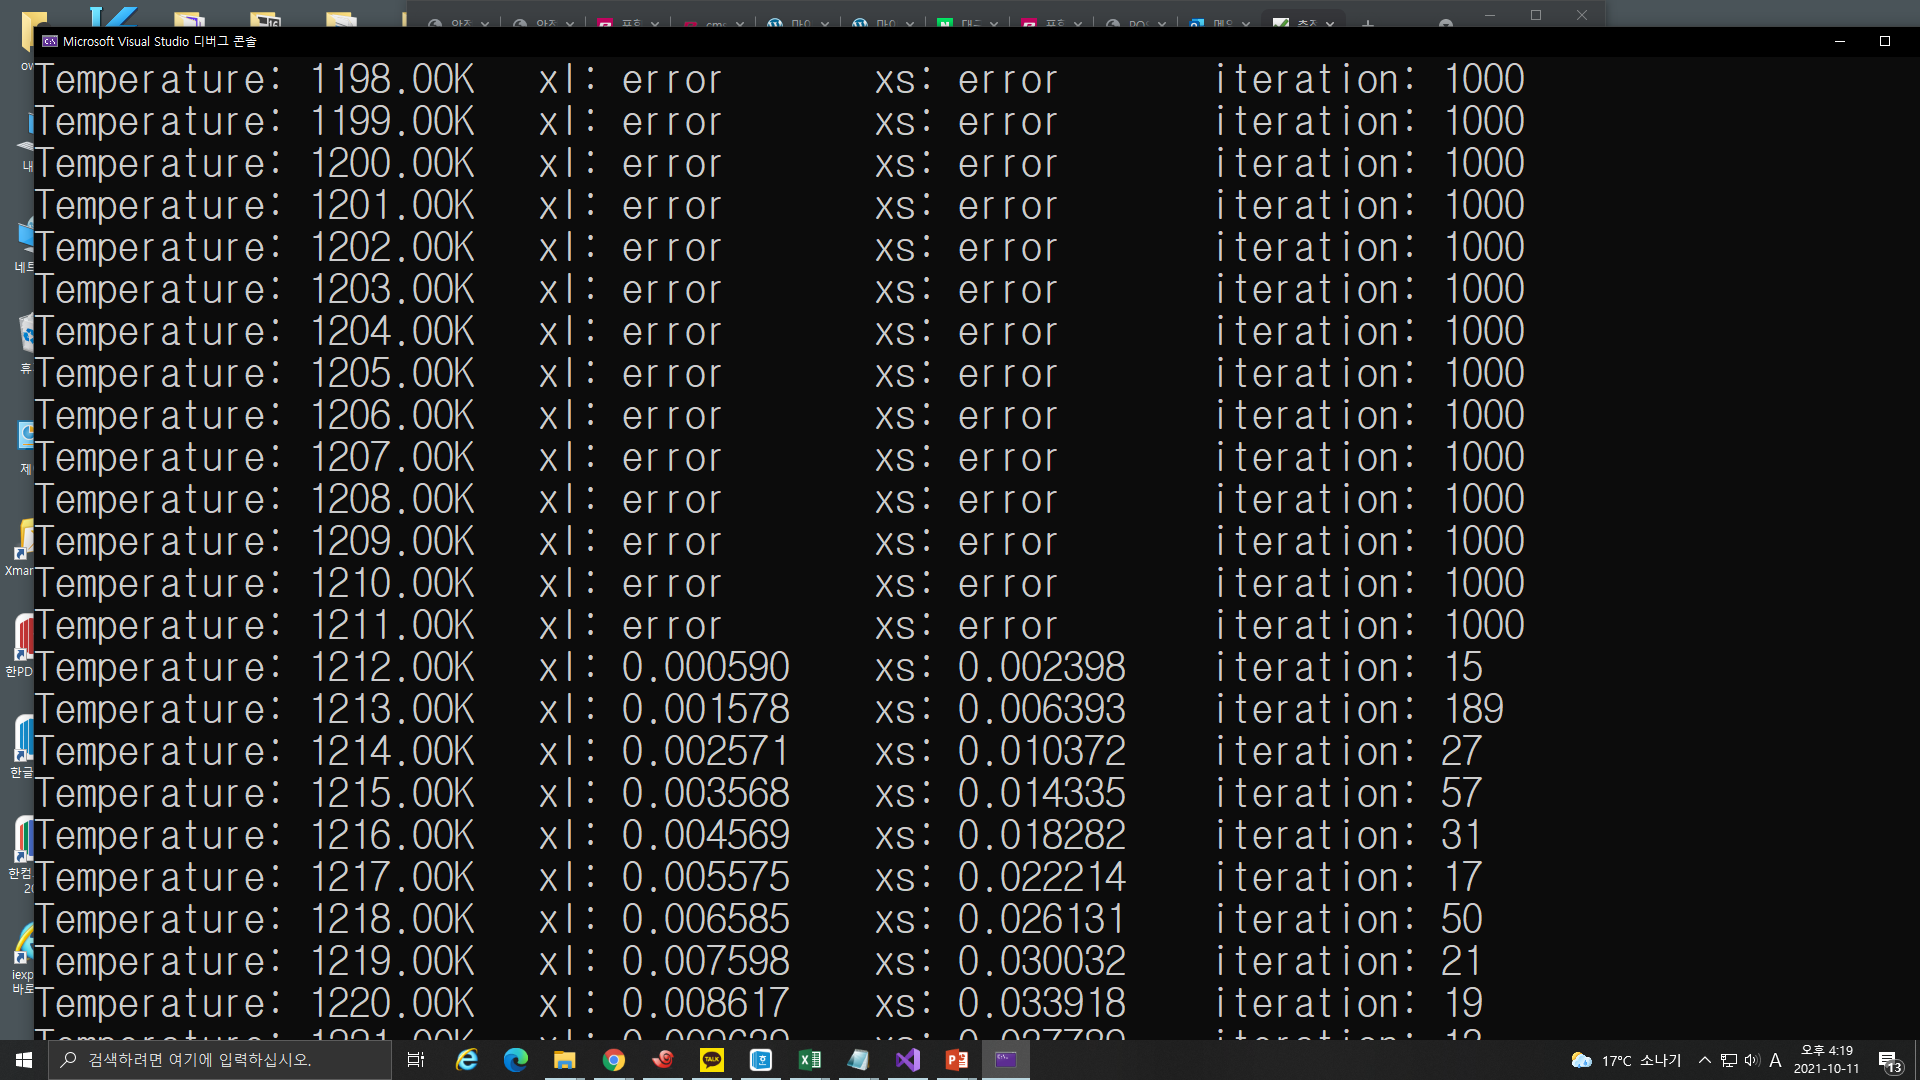 Microsoft Visual Studio 디버그 콘솔
Temperature: 1198.00K xl: error xs: error iteration: 1000
Temperature: 1199.00K xl: error xs: error iteration: 1000
Temperature: 1200.00K xl: error xs: error iteration: 1000
Temperature: 1201.00K xl: error xs: error iteration: 1000
Temperature: 1202.00K xl: error xs: error iteration: 1000
Temperature: 1203.00K xl: error xs: error iteration: 1000
Temperature: 1204.00K xl: error xs: error iteration: 1000
Temperature: 1205.00K xl: error xs: error iteration: 1000
Temperature: 1206.00K xl: error xs: error iteration: 1000
Temperature: 1207.00K xl: error xs: error iteration: 1000
Temperature: 1208.00K xl: error xs: error iteration: 1000
Temperature: 1209.00K xl: error xs: error iteration: 1000
Temperature: 1210.00K xl: error xs: error iteration: 1000
Temperature: 1211.00K xl: error xs: error iteration: 1000
Temperature: 1212.00K xl: 0.000590 xs: 0.002398 iteration: 15
Temperature: 1213.00K xl: 0.001578 xs: 0.006393 iteration: 189
Temperature: 1214.00K xl: 0.002571 xs: 0.010372 iteration: 27
Temperature: 1215.00K xl: 0.003568 xs: 0.014335 iteration: 57
Temperature: 1216.00K xl: 0.004569 xs: 0.018282 iteration: 31
Temperature: 1217.00K xl: 0.005575 xs: 0.022214 iteration: 17
Temperature: 1218.00K xl: 0.006585 xs: 0.026131 iteration: 50
Temperature: 1219.00K xl: 0.007598 xs: 0.030032 iteration: 21
Temperature: 1220.00K xl: 0.008617 xs: 0.033918 iteration: 19
검색하려면 여기에 입력하십시오.
TALK
17°C 소나기
A
오후 4:19
2021-10-11
13